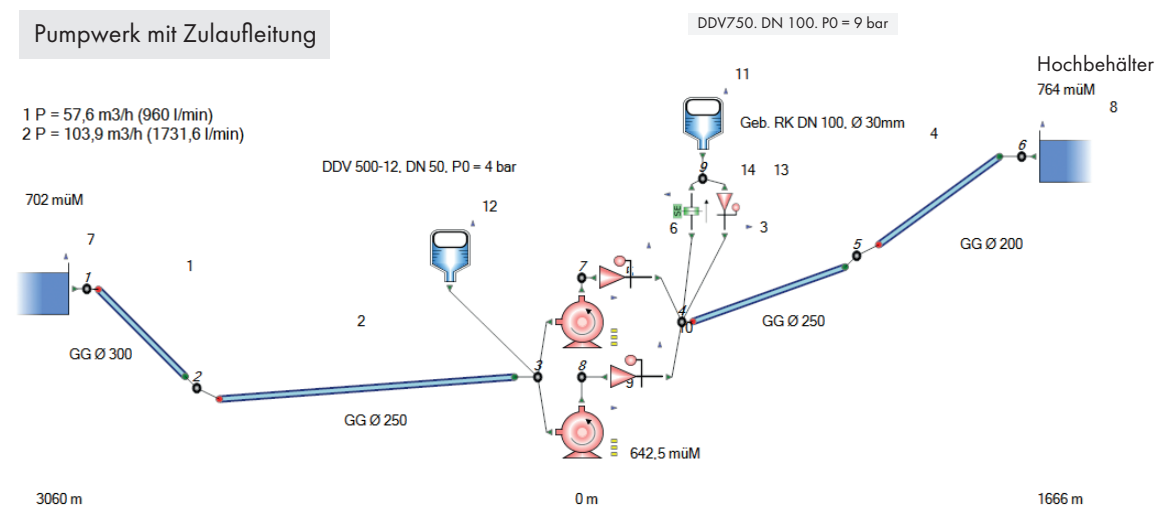 Pumpwerk mit Zulaufleitung
DDV750. DN 100. P0 = 9 bar
Hochbehälter
764 müM
8
11
1 P = 57,6 m3/h (960 l/min)
2 P = 103,9 m3/h (1731,6 l/min)
Geb. RK DN 100, Ø 30mm
4
6
DDV 500-12, DN 50, P0 = 4 bar
9
14
13
702 müM
12
SE
6
3
7
5
GG Ø 200
1
1
7
2
4
10
GG Ø 250
GG Ø 300
2
3
8
9
GG Ø 250
642,5 müM
3060 m
0 m
1666 m